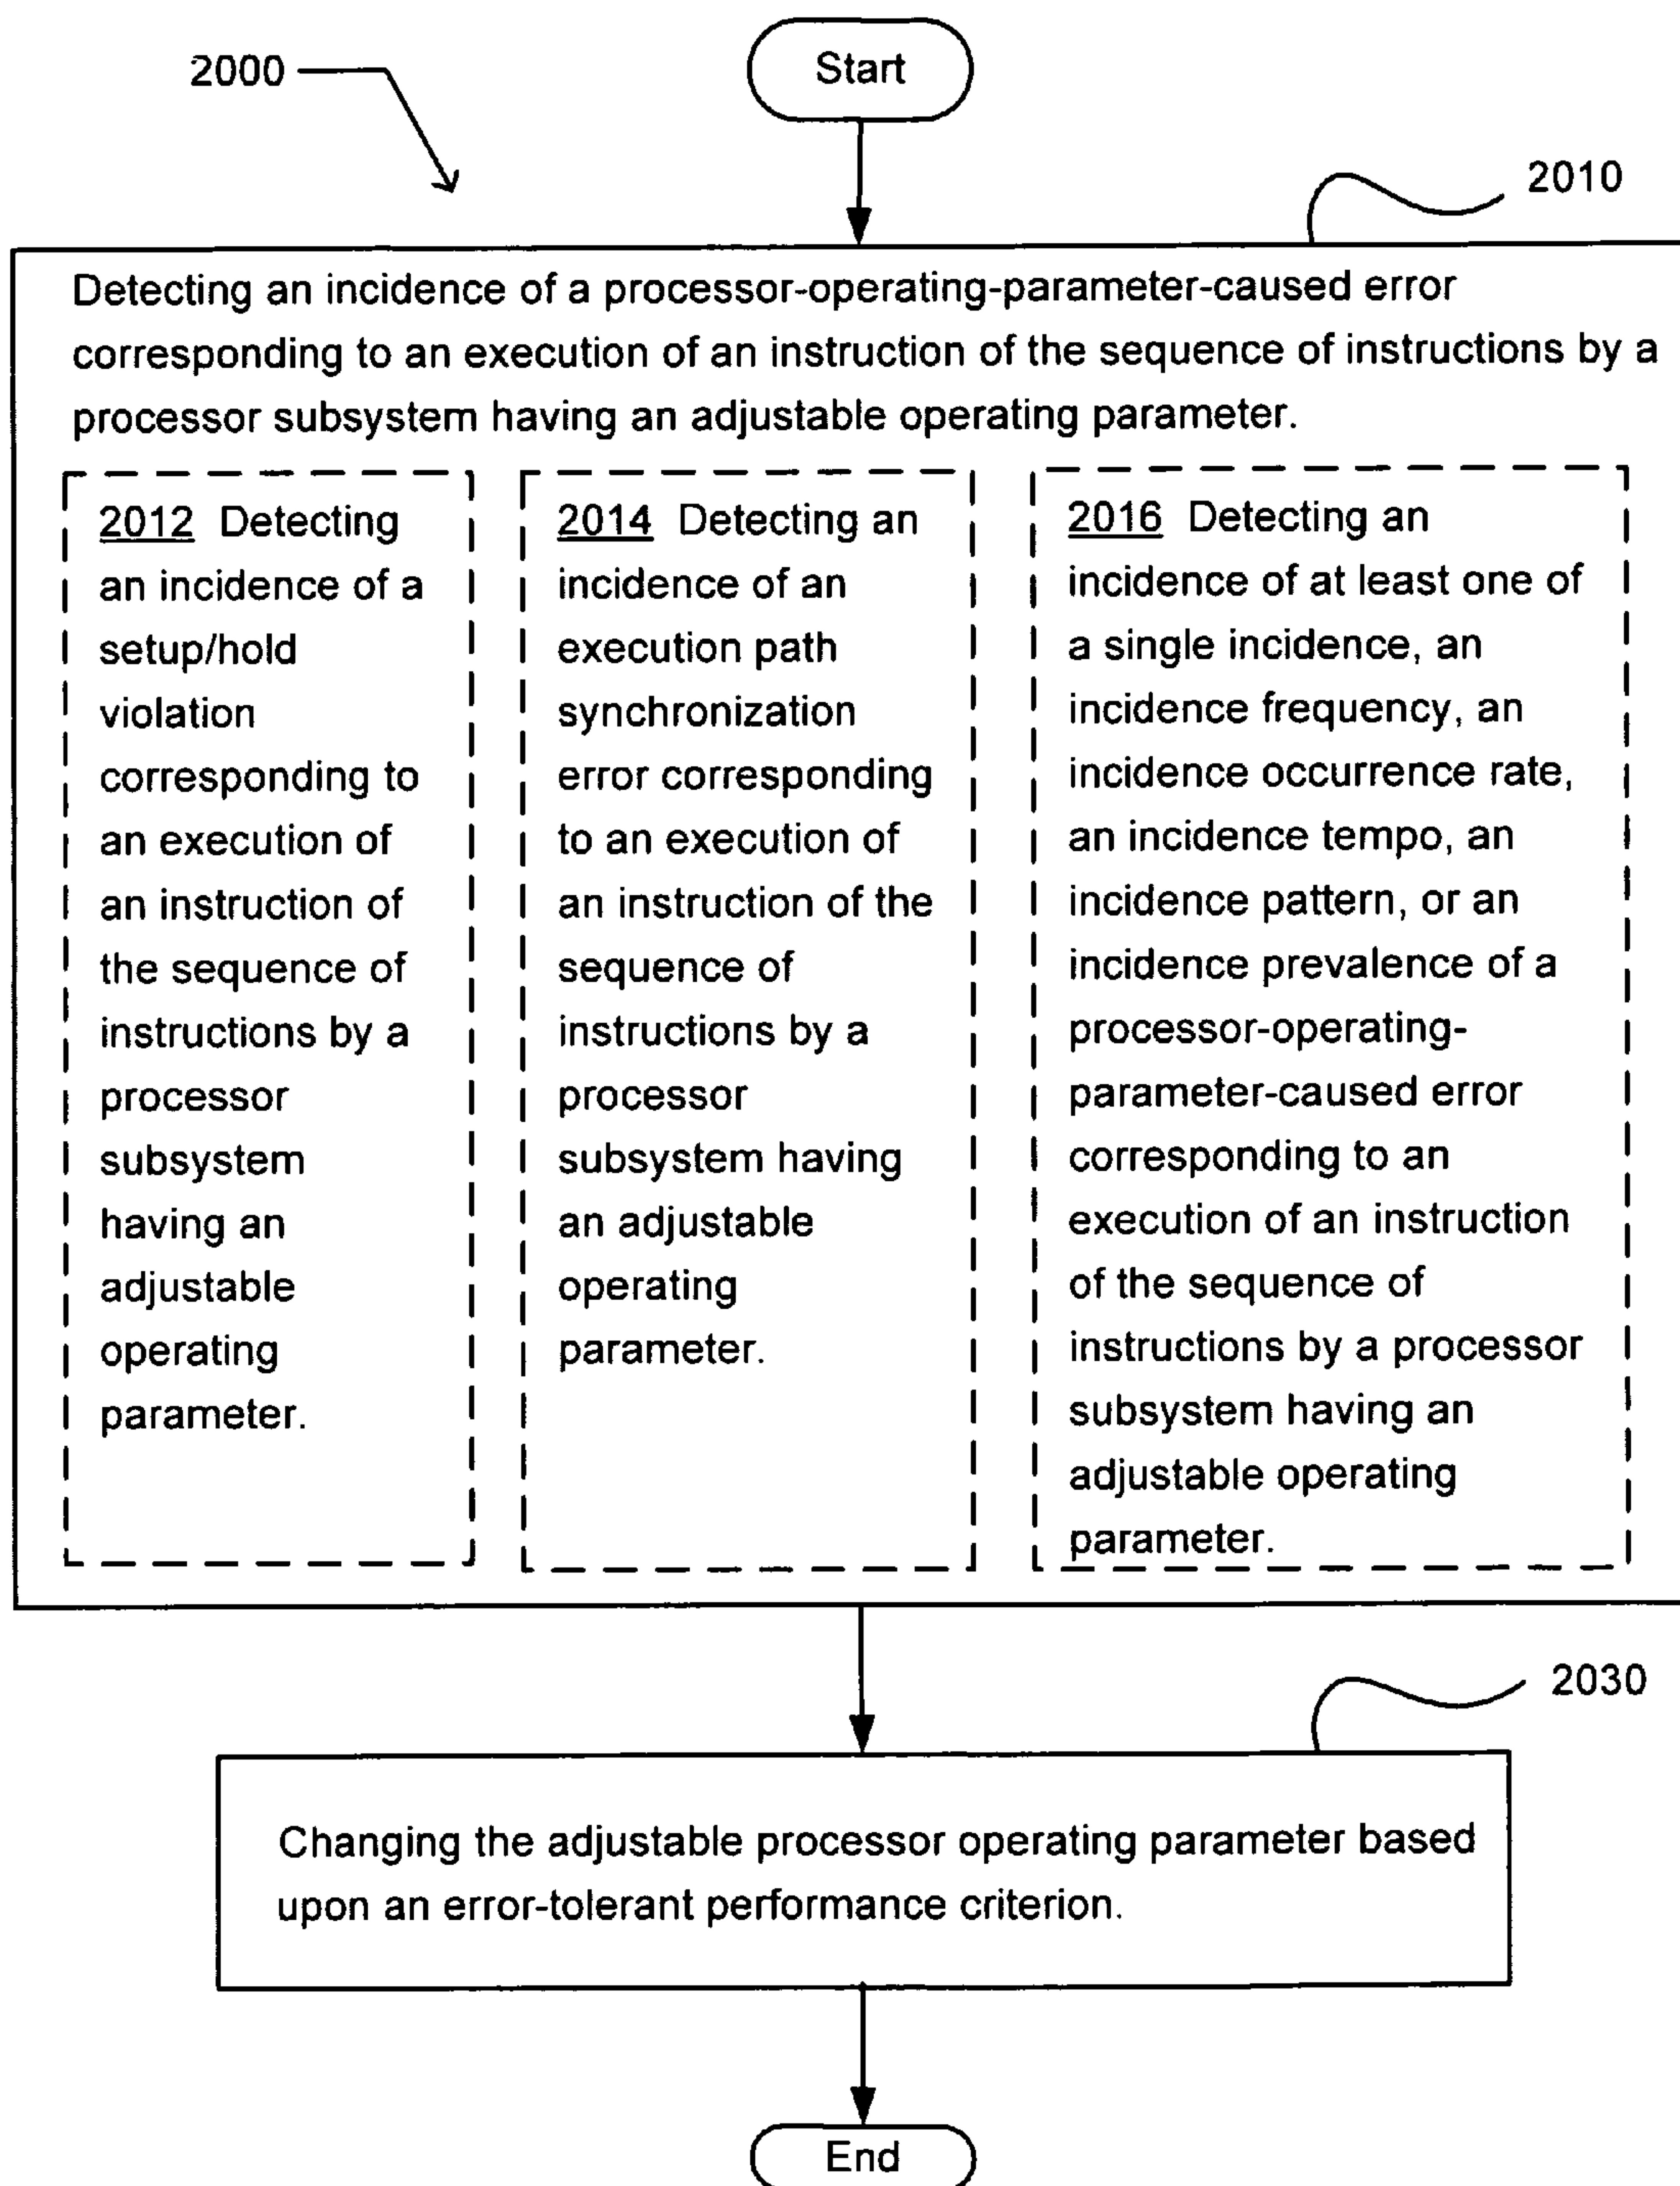 Start
2000
2010
Detecting an incidence of a processor-operating-parameter-caused error
corresponding to an execution of an instruction of the sequence of instructions by a
processor subsystem having an adjustable operating parameter.
2012 Detecting
an incidence of a
setup/hold
violation
corresponding to
an execution of
an instruction of
the sequence of
instructions by a
processor
subsystem
having an
adjustable
operating
parameter.
2014 Detecting an
incidence of an
execution path
synchronization
error corresponding
to an execution of
an instruction of the
sequence of
instructions by a
processor
subsystem having
an adjustable
operating
parameter.
2016 Detecting an
incidence of at least one of
a single incidence, an
incidence frequency, an
incidence occurrence rate,
an incidence tempo, an
incidence pattern, or an
incidence prevalence of a
processor-operating-
parameter-caused error
corresponding to an
execution of an instruction
of the sequence of
instructions by a processor
subsystem having an
adjustable operating
parameter.
2030
Changing the adjustable processor operating parameter based
upon an error-tolerant performance criterion.
End